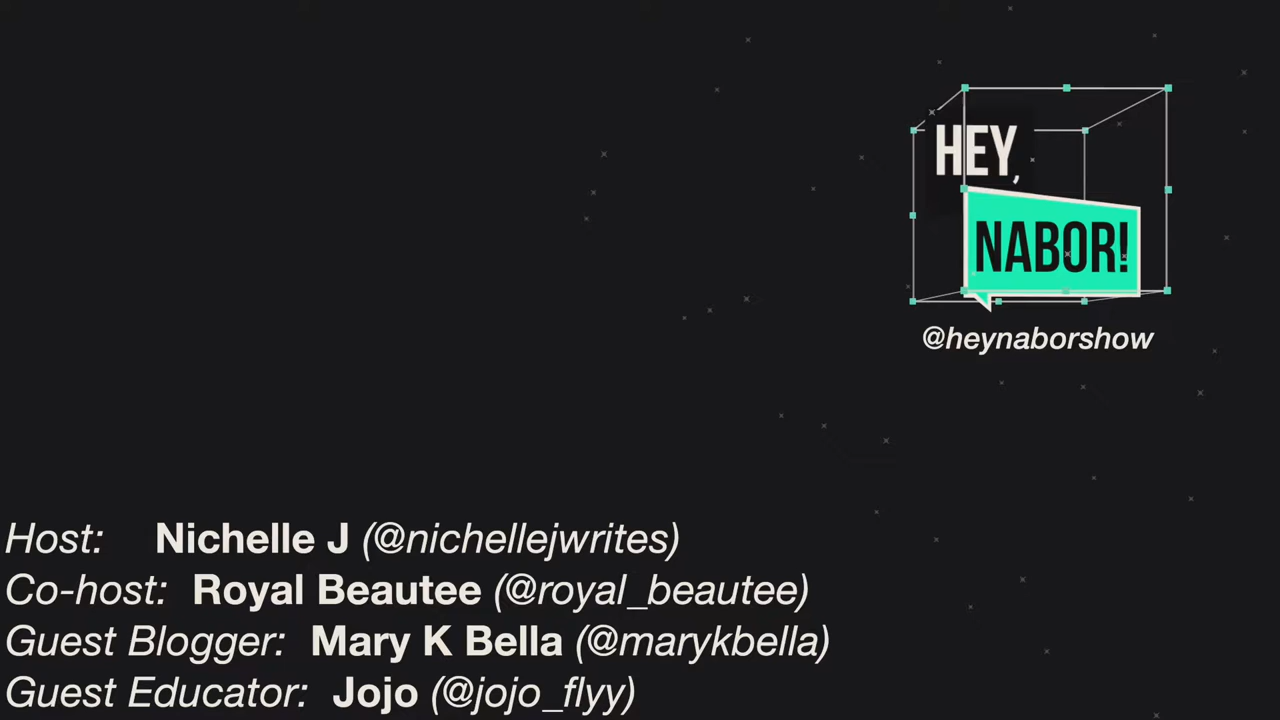 HEY,
NABOR!
@heynaborshow
Host: Nichelle J (@nichellejwrites)
Co-host: Royal Beautee (@royal_beautee)
Guest Blogger: Mary K Bella (@marykbella)
Guest Educator: Jojo (@jojo_flyy)